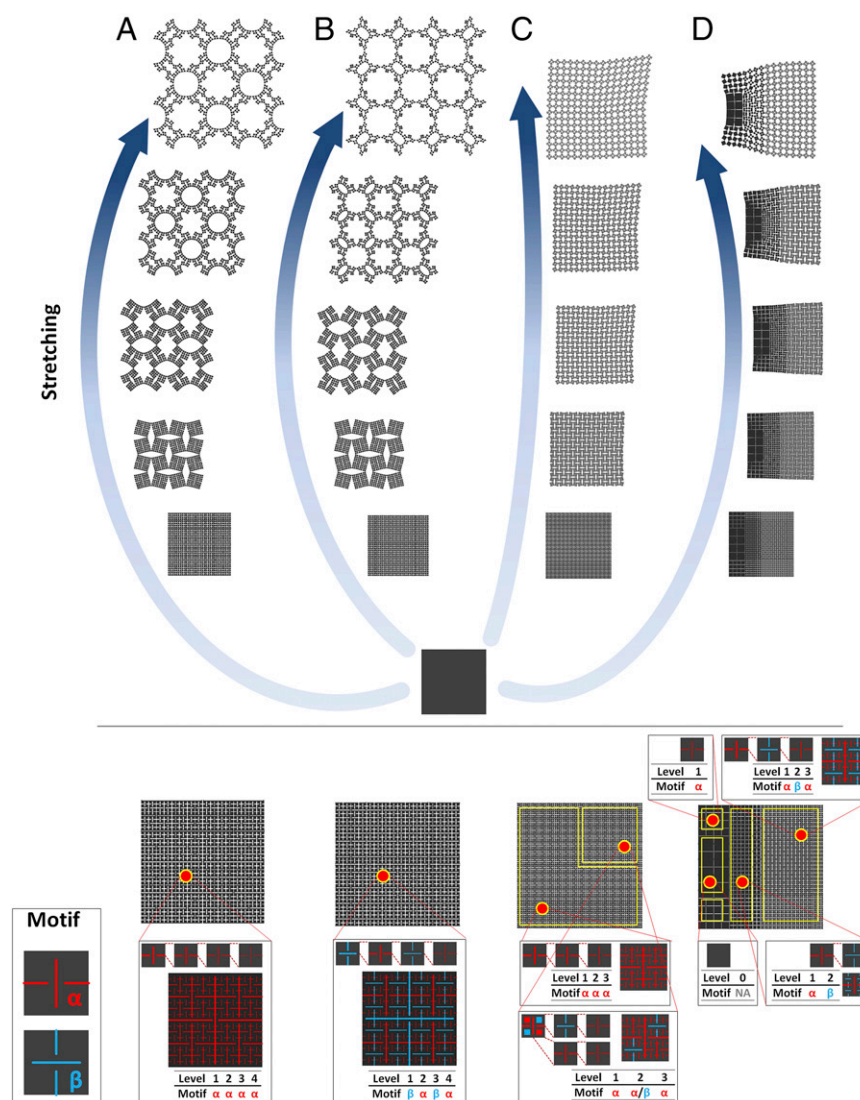 A B C D
Stretching
Level 1
Motif α
Level 1 2 3
Motif α β α
Motif
α
β
Level 1 2 3 4
Motif α α α α
Level 1 2 3 4
Motif β α β α
Level 1 2 3
Motif α α α
Level 1 2 3
Motif α α/β α
Level 0
Motif NA
Level 1 2
Motif α β